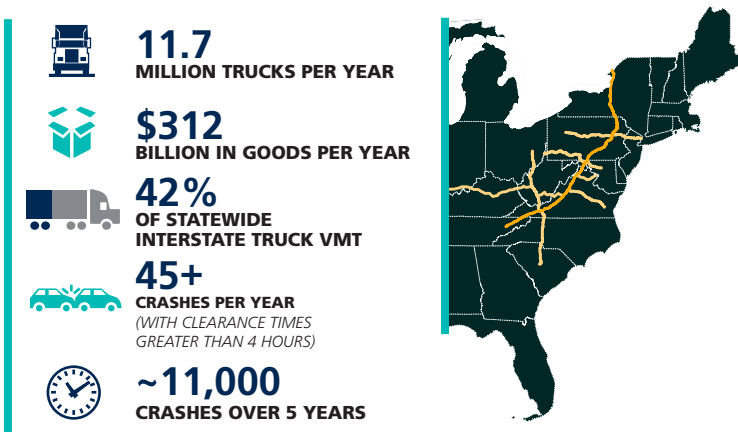 11.7
MILLION TRUCKS PER YEAR
$312
BILLION IN GOODS PER YEAR
42%
OF STATEWIDE
INTERSTATE TRUCK VMT
45+
CRASHES PER YEAR
(WITH CLEARANCE TIMES
GREATER THAN 4 HOURS)
~11,000
CRASHES OVER 5 YEARS